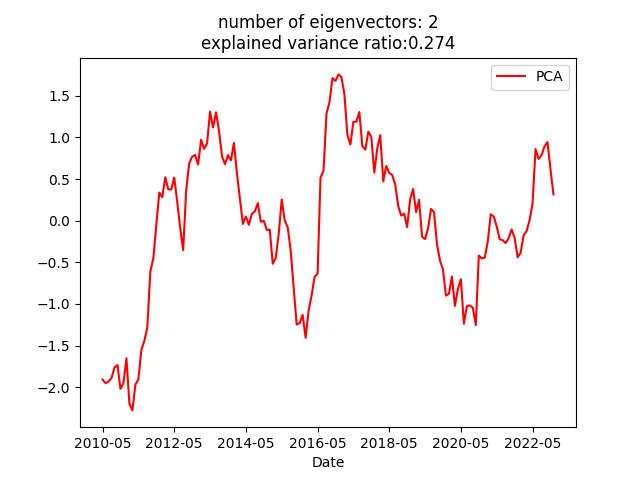 number of eigenvectors: 2
explained variance ratio:0.274
PCA
1.5
1.0
0.5
0.0
−0.5
−1.0
−1.5
−2.0
2010-05 2012-05 2014-05 2016-05 2018-05 2020-05 2022-05
Date